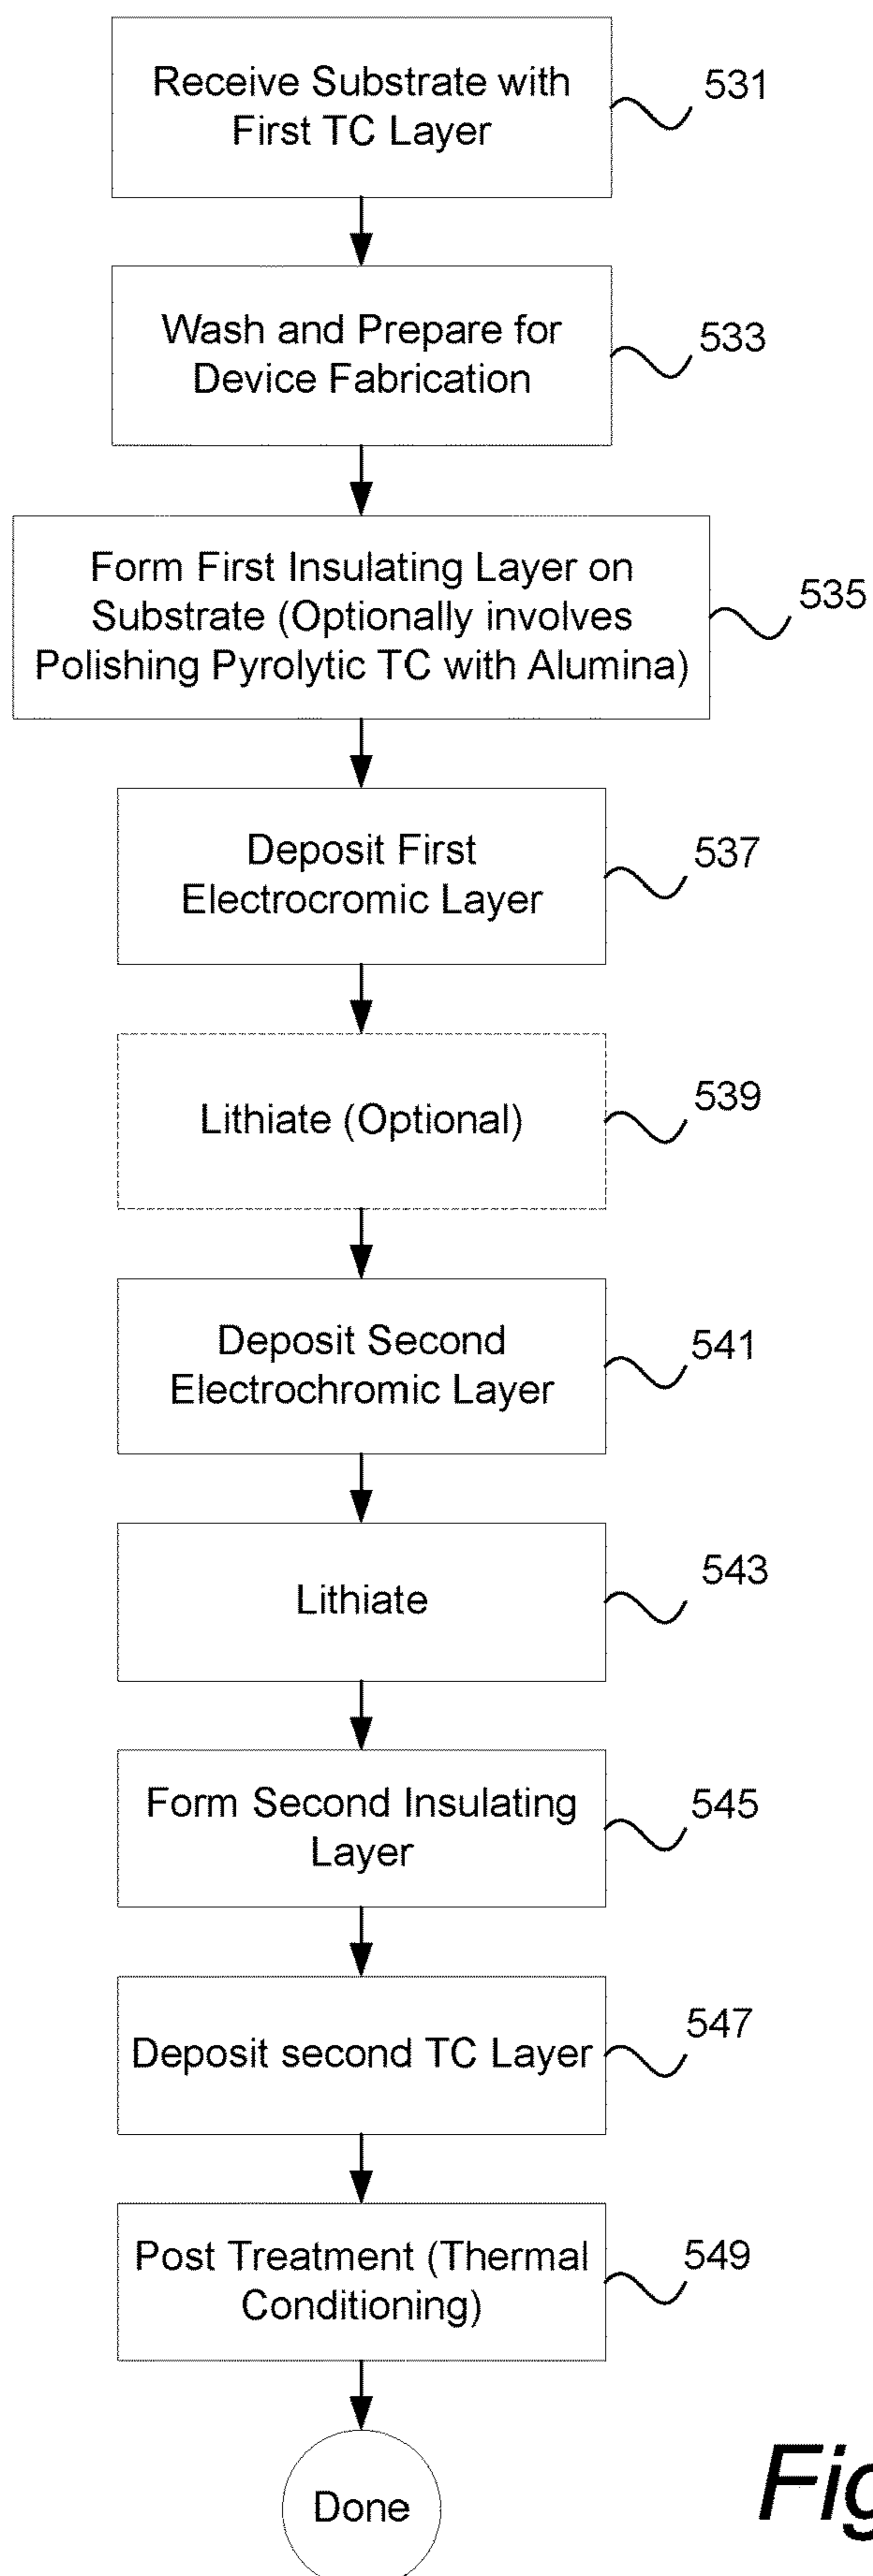 Receive Substrate with
First TC Layer
531
Wash and Prepare for
Device Fabrication
533
Form First Insulating Layer on
Substrate (Optionally involves
Polishing Pyrolytic TC with Alumina)
535
Deposit First
Electrocromic Layer
537
Lithiate (Optional)
539
Deposit Second
Electrochromic Layer
541
Lithiate
543
Form Second Insulating
Layer
545
Deposit second TC Layer
547
Post Treatment (Thermal
Conditioning)
549
Done